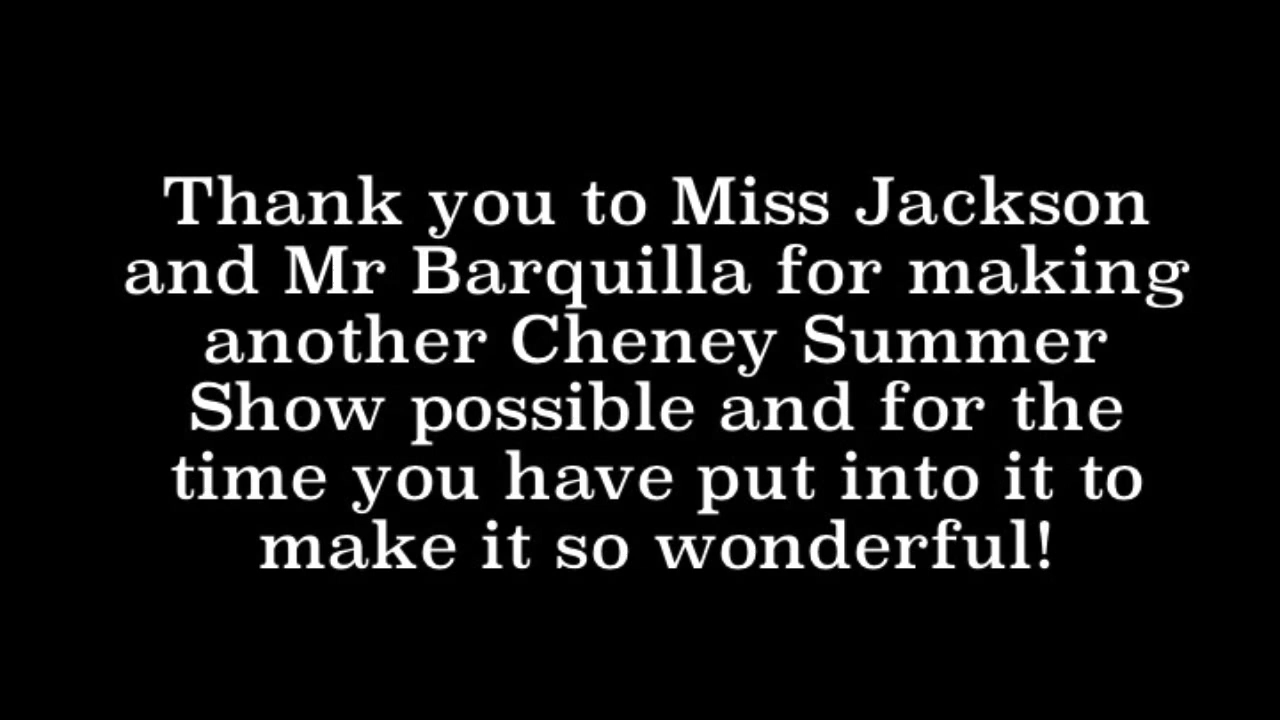 Thank you to Miss Jackson
and Mr Barquilla for making
another Cheney Summer
Show possible and for the
time you have put into it to
make it so wonderful!